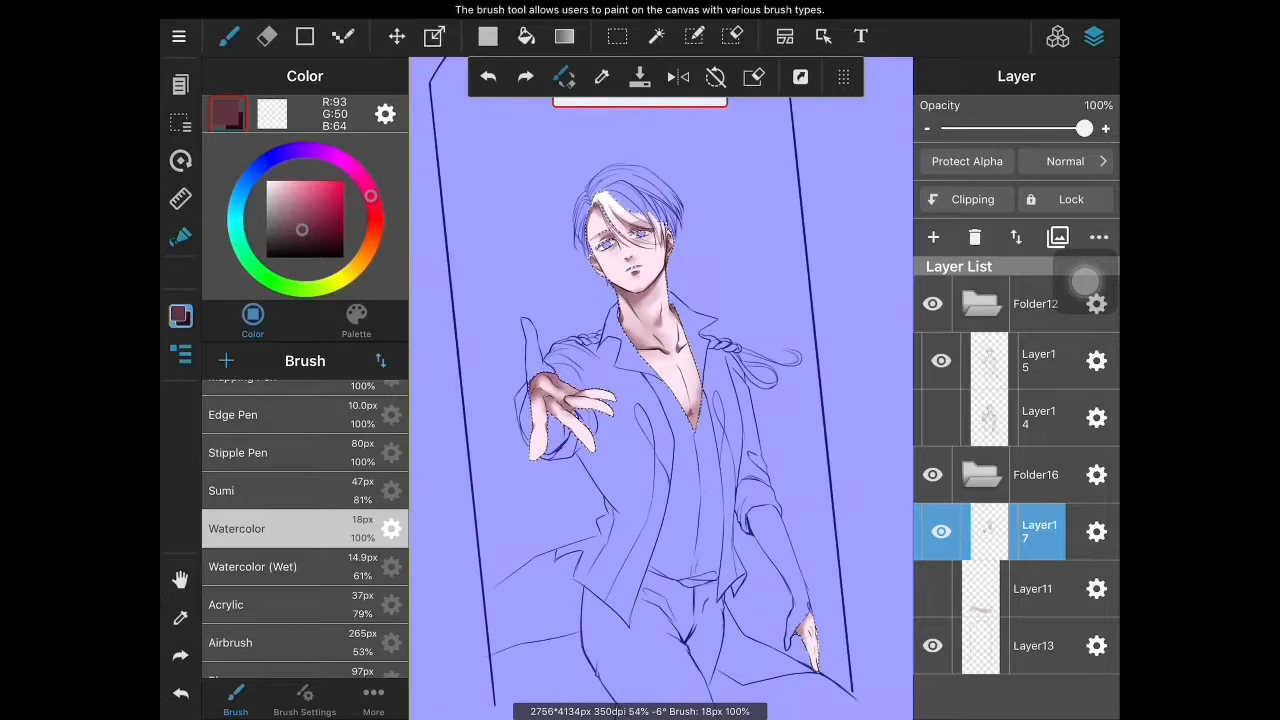 The brush tool allows users to paint on the canvas with various brush types.
T
Color
R:93
G:50
B:64
Color
Palette
Brush
100%
Edge Pen
10.0px
100%
Stipple Pen
80px
100%
Sumi
47px
81%
Watercolor
18px
100%
Watercolor (Wet)
14.9px
61%
Acrylic
37px
79%
Airbrush
265px
53%
97px
Brush
Brush Settings
More
2756*4134px 350dpi 54% -6° Brush: 18px 100%
Layer
Opacity
100%
-
+
Protect Alpha
Normal
Clipping
Lock
Layer List
Folder12
Layer1
5
Layer1
4
Folder16
Layer1
7
Layer11
Layer13